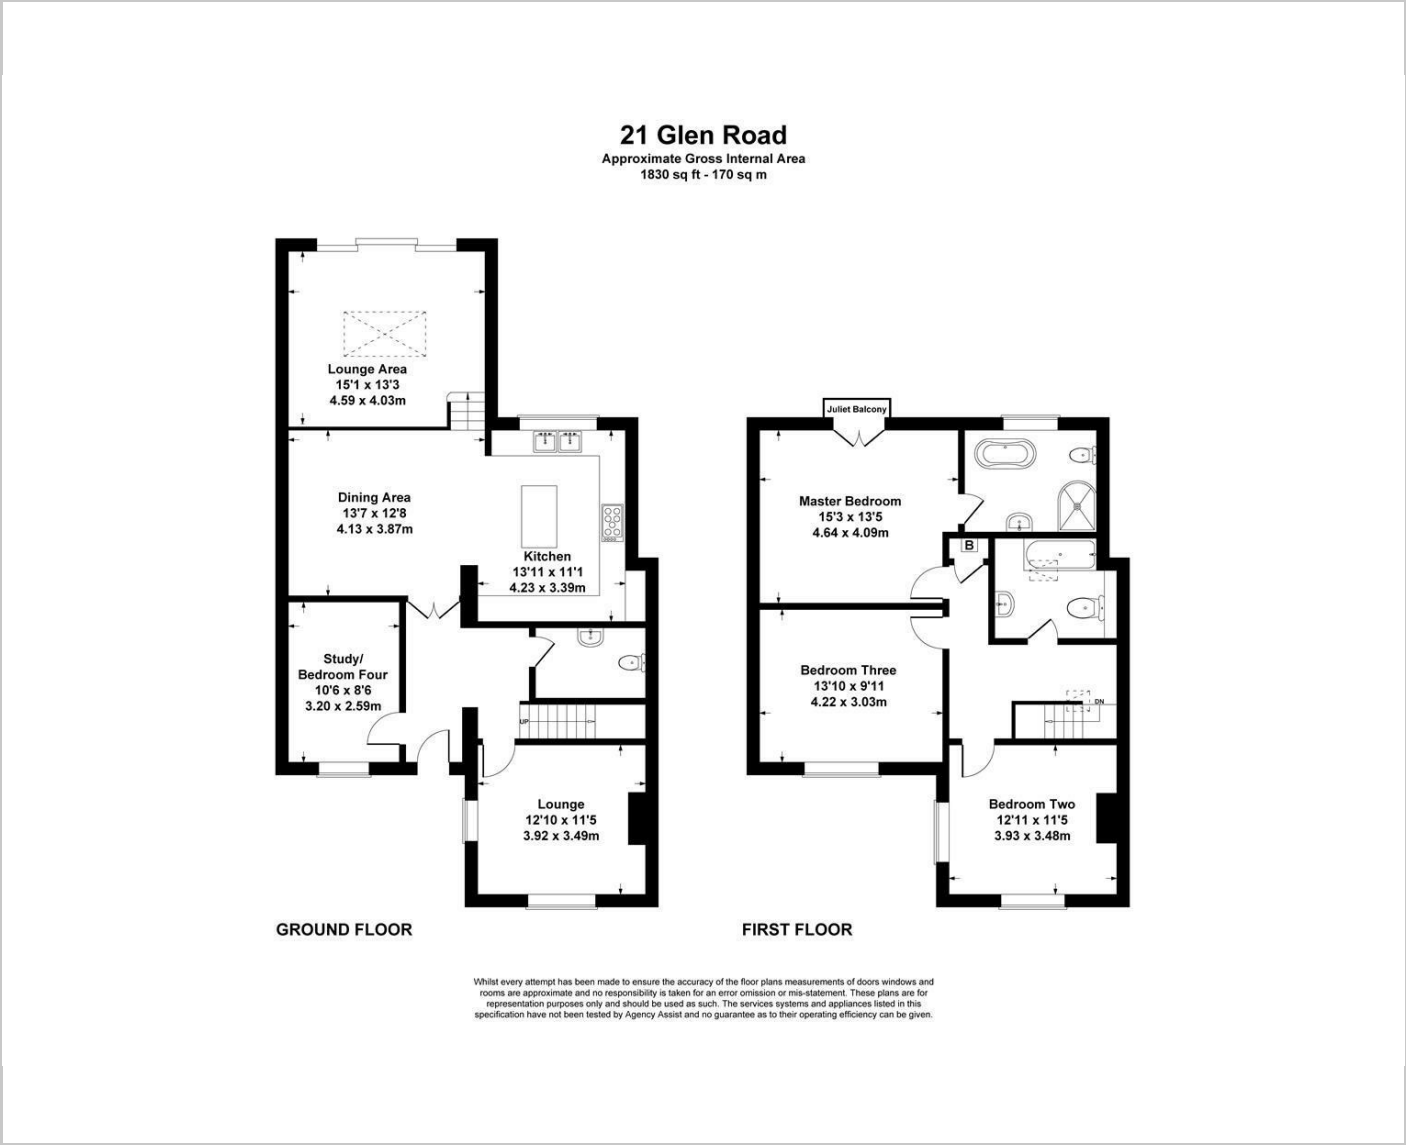 21 Glen Road
Approximate Gross Internal Area
1830 sq ft - 170 sq m
Lounge Area
15'1 x 13'3
4.59 x 4.03m
Dining Area
13'7 x 12'8
4.13 x 3.87m
Kitchen
13'11 x 11'1
4.23 x 3.39m
Study/
Bedroom Four
10'6 x 8'6
3.20 x 2.59m
UP
Lounge
12'10 x 11'5
3.92 x 3.49m
GROUND FLOOR
Juliet Balcony
Master Bedroom
15'3 x 13'5
4.64 x 4.09m
B
Bedroom Three
13'10 x 9'11
4.22 x 3.03m
DN
Bedroom Two
12'11 x 11'5
3.93 x 3.48m
FIRST FLOOR
Whilst every attempt has been made to ensure the accuracy of the floor plans measurements of doors windows and
rooms are approximate and no responsibility is taken for an error omission or mis-statement. These plans are for
representation purposes only and should be used as such. The services systems and appliances listed in this
specification have not been tested by Agency Assist and no guarantee as to their operating efficiency can be given.